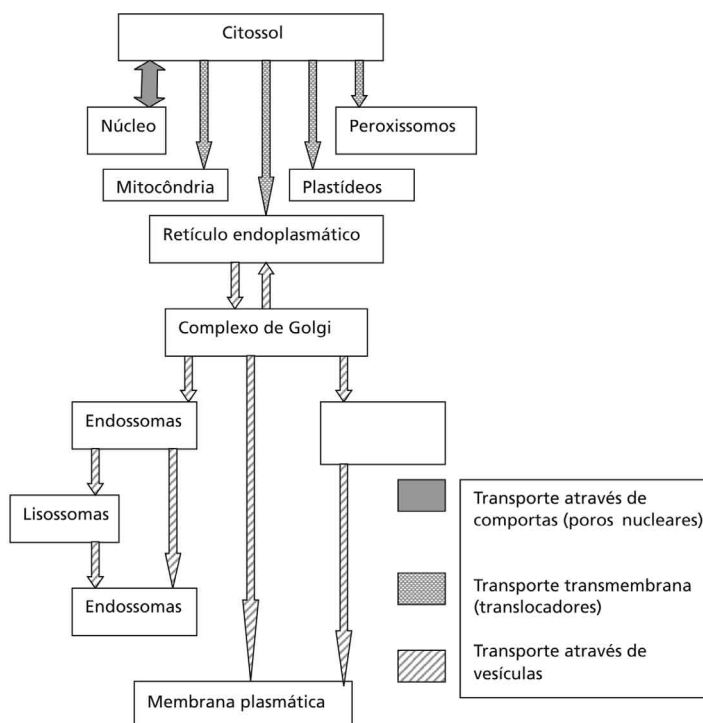 Citossol
Núcleo
Peroxissomos
Mitocôndria
Plastídeos
Retículo endoplasmático
Complexo de Golgi
Endossomas
Lisossomas
Endossomas
Membrana plasmática
Transporte através de
comportas (poros nucleares)
Transporte transmembrana
(translocadores)
Transporte através de
vesículas